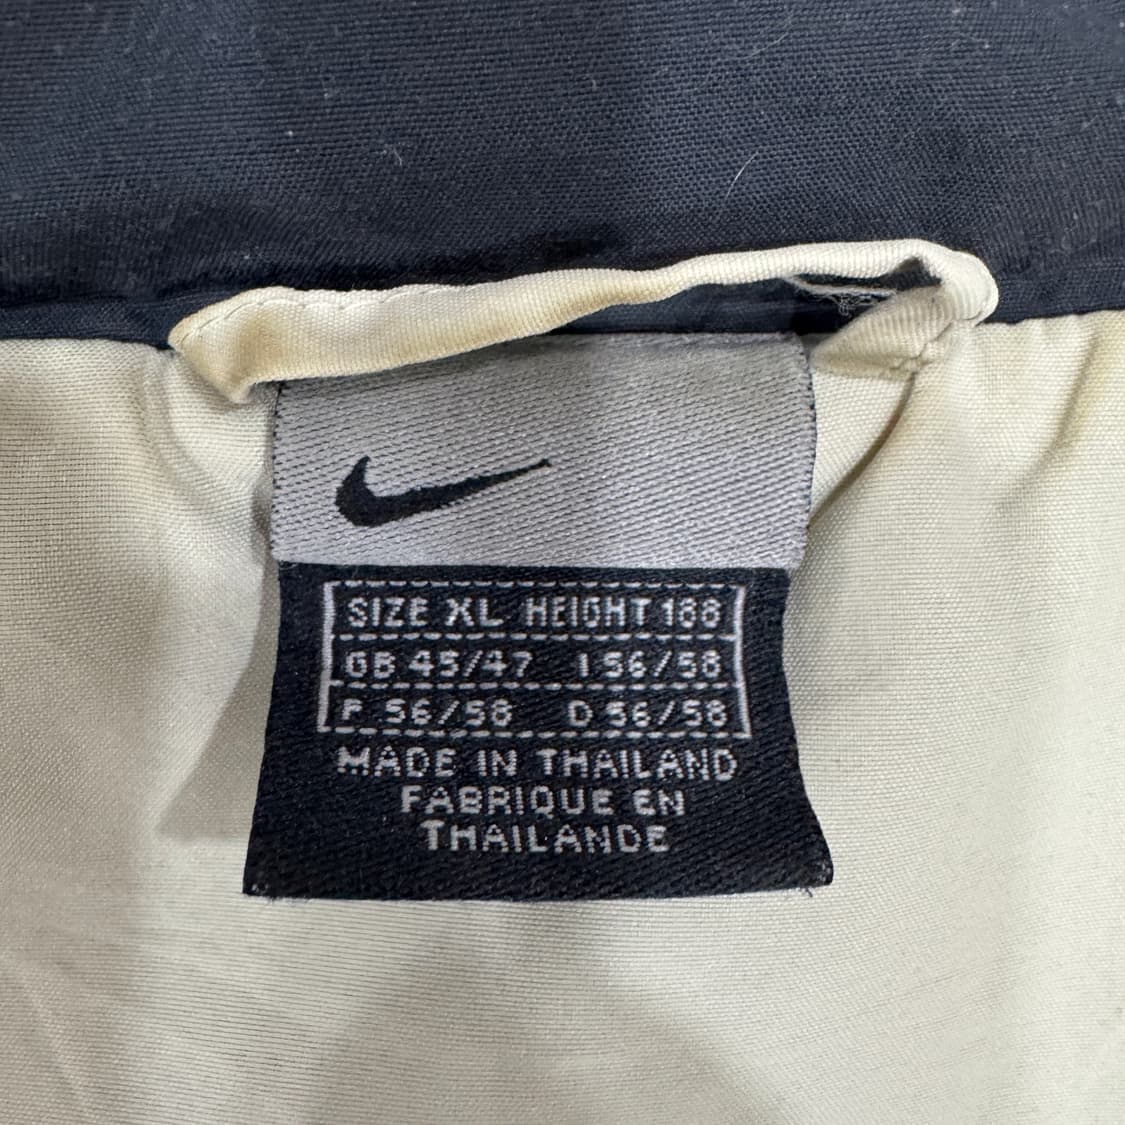 SIZE XL HEIGHT 188
GB 45/47 I 56/58
F 56/58 D 56/58
MADE IN THAILAND
FABRIQUE EN
THAILANDE